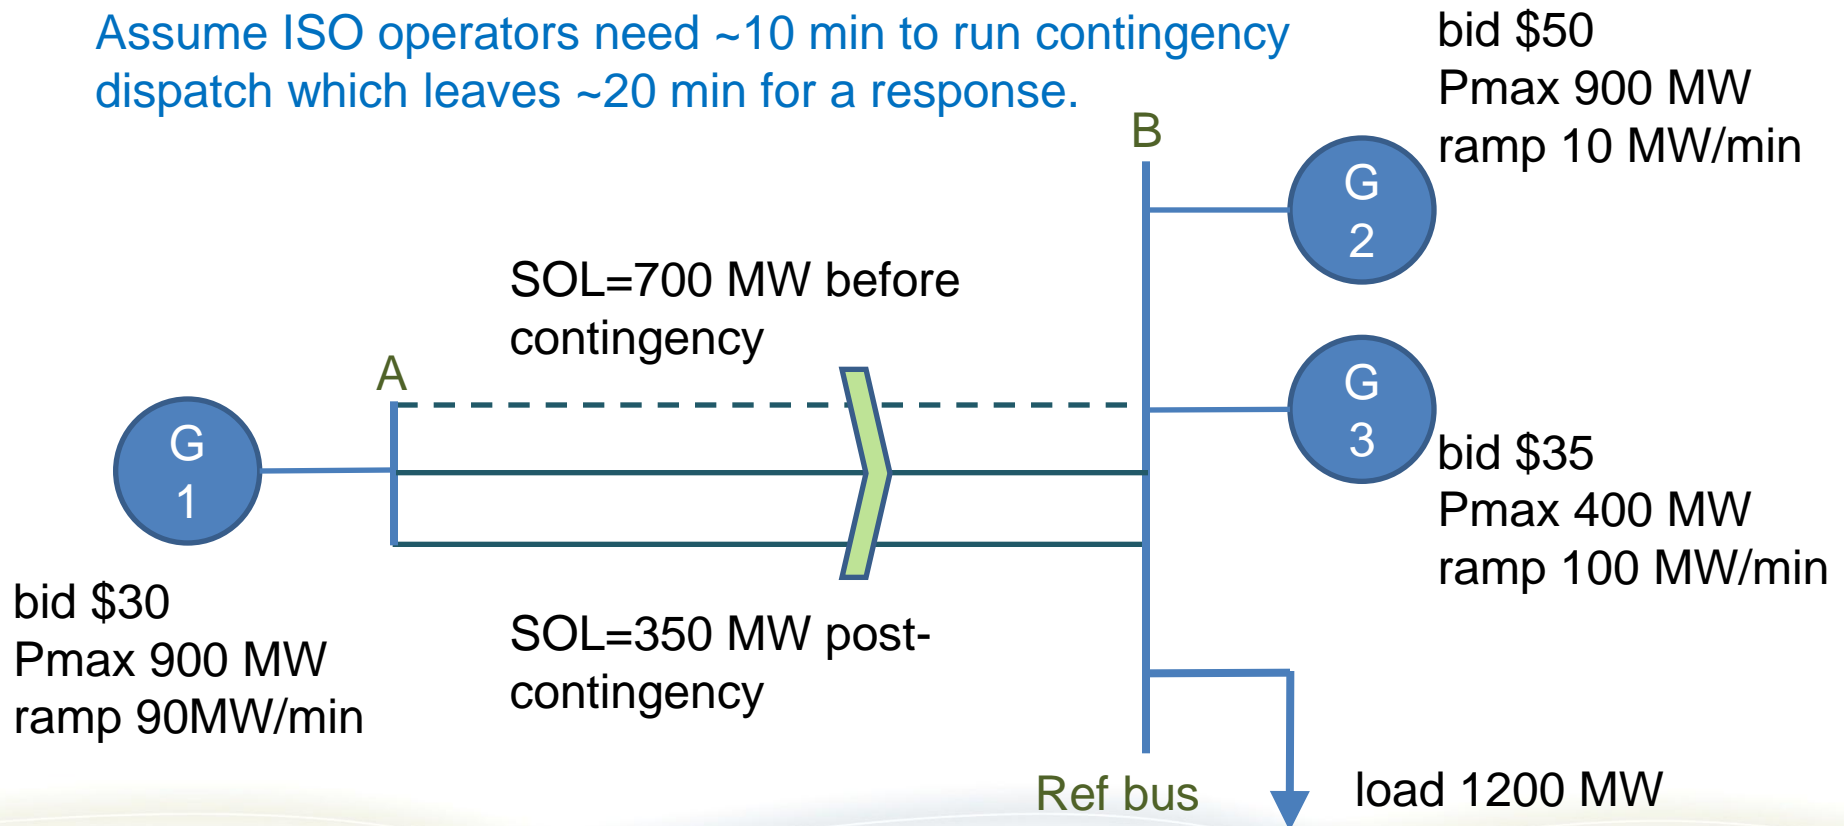 Assume ISO operators need ~10 min to run contingency
dispatch which leaves ~20 min for a response.
bid $50
Pmax 900 MW
ramp 10 MW/min
B
G
2
SOL=700 MW before
contingency
A
G
1
G
3
bid $35
Pmax 400 MW
ramp 100 MW/min
bid $30
Pmax 900 MW
ramp 90MW/min
SOL=350 MW post-
contingency
Ref bus
load 1200 MW